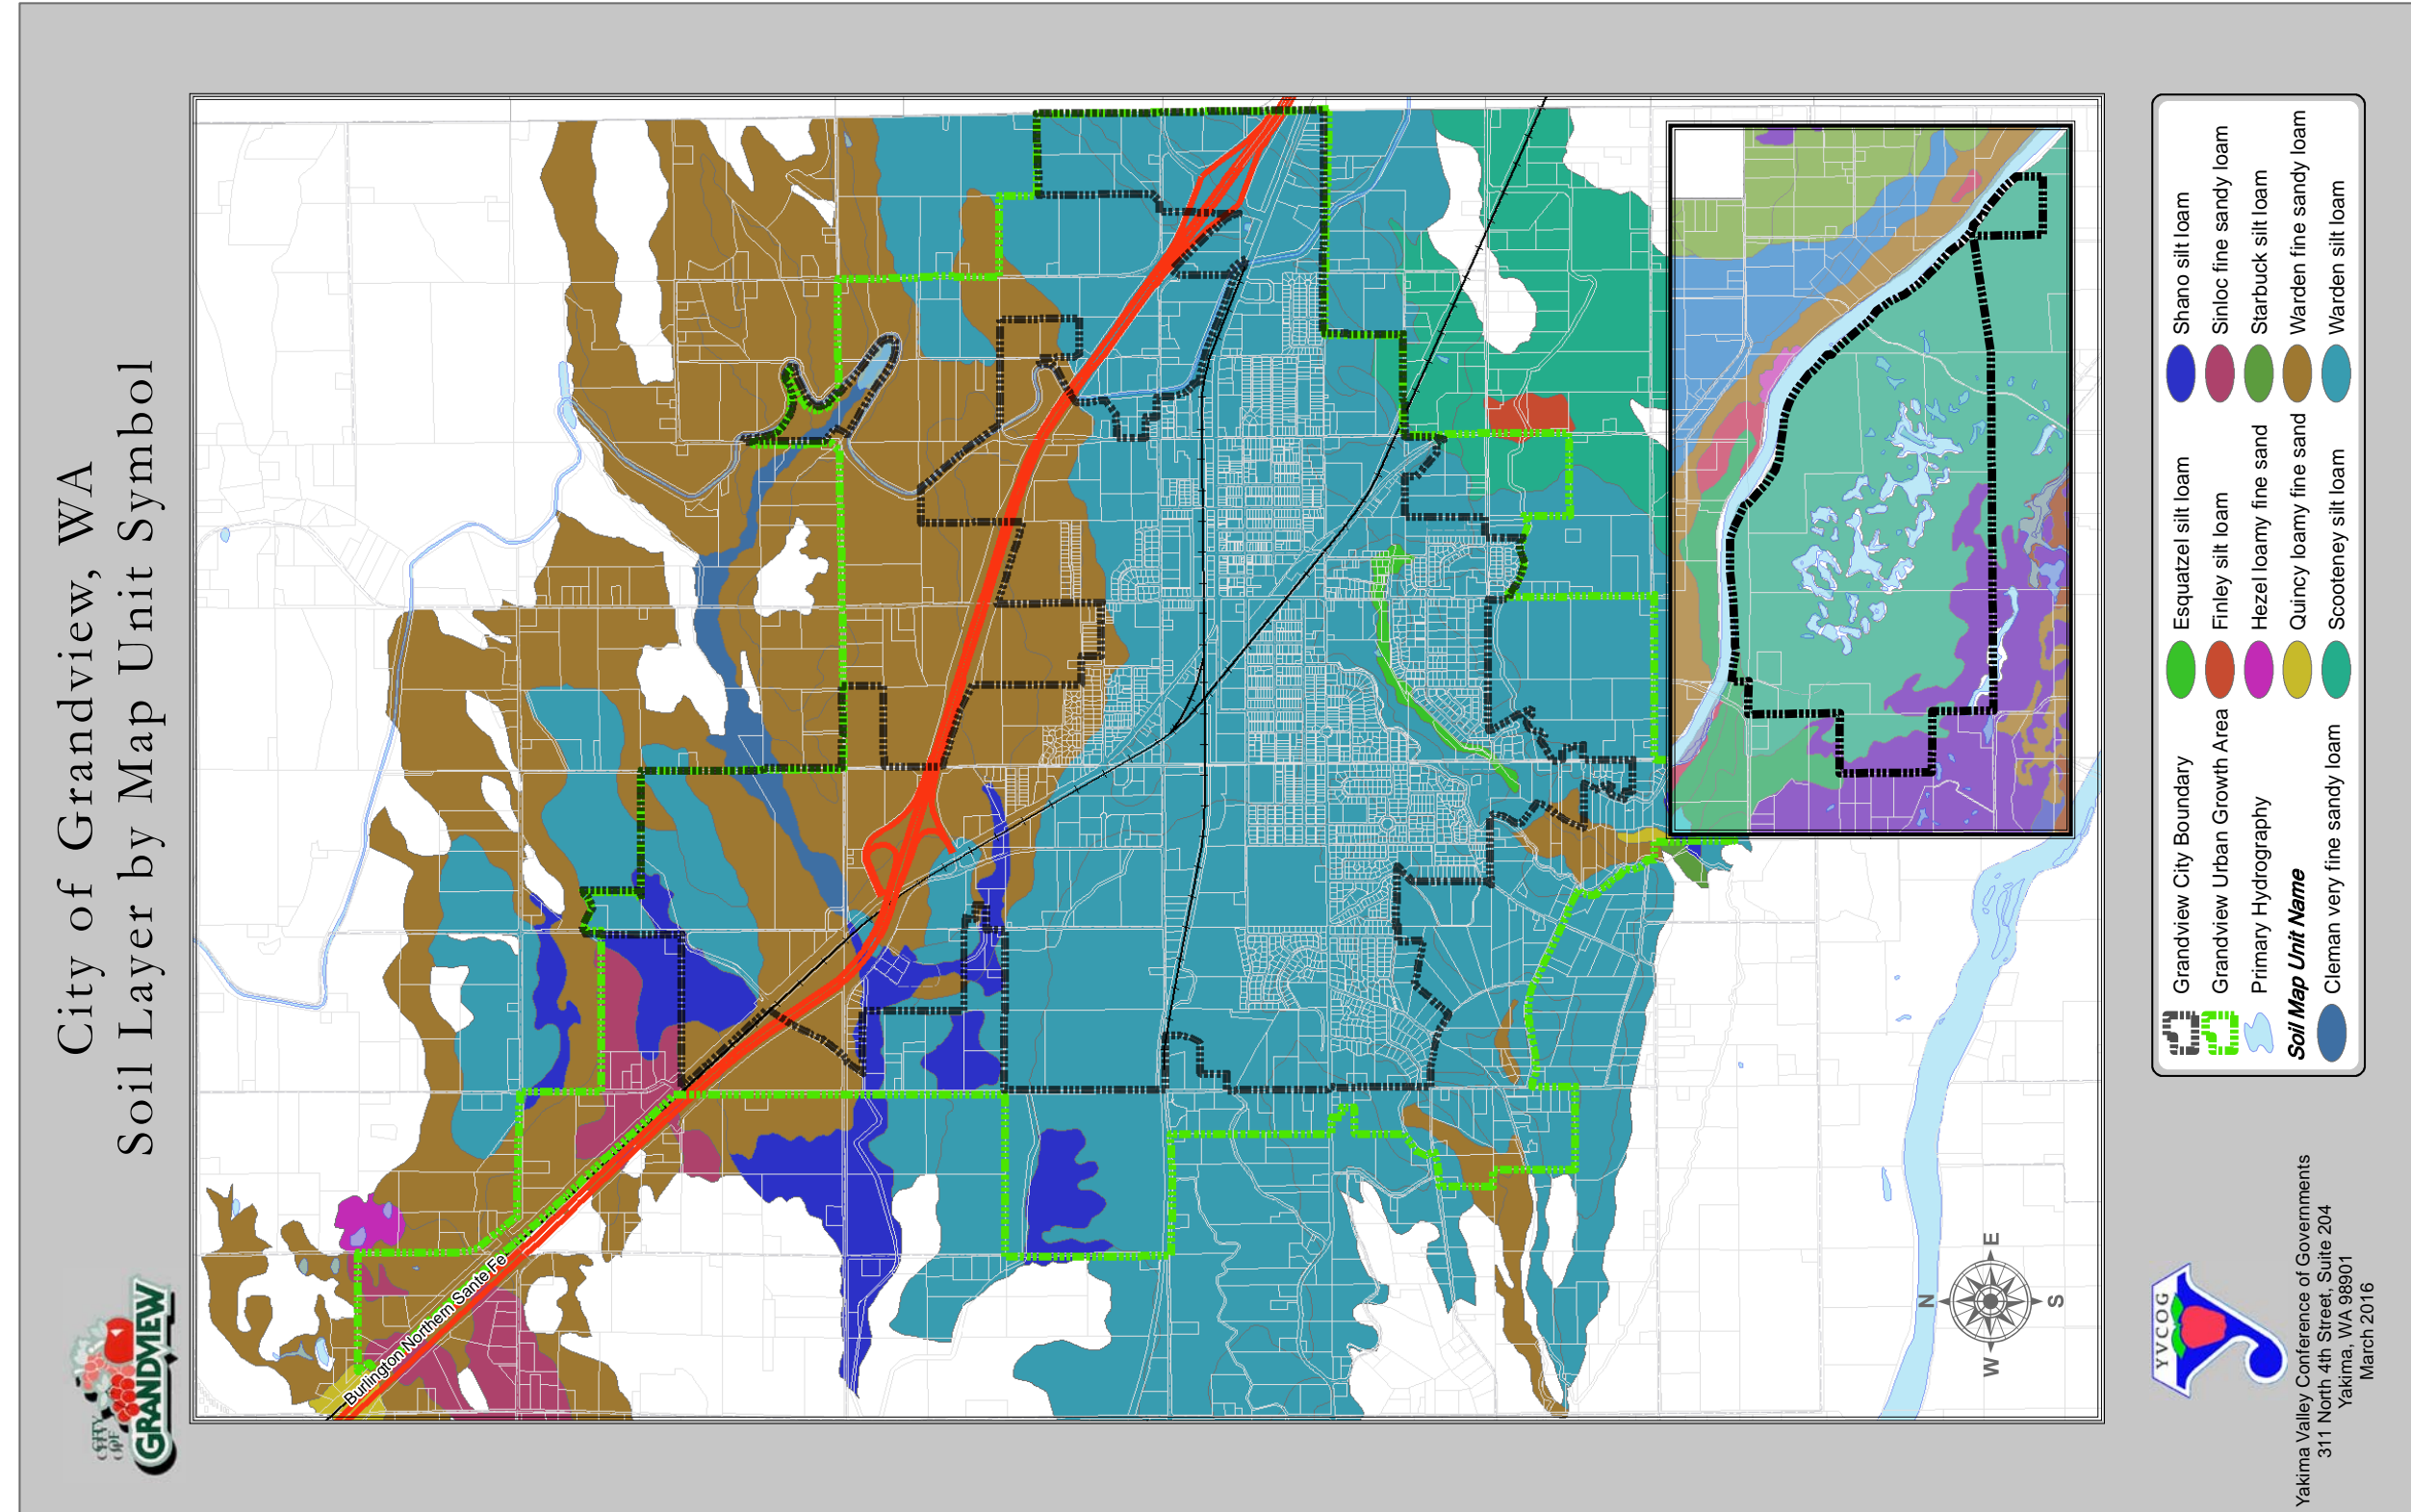 City of Grandview, WA
Soil Layer by Map Unit Symbol
CITY
OF
GRANDVIEW
Burlington Northern Sante Fe
N
W
E
S
YVCOG
Yakima Valley Conference of Governments
311 North 4th Street, Suite 204
Yakima, WA 98901
March 2016
Grandview City Boundary
Grandview Urban Growth Area
Primary Hydrography
Soil Map Unit Name
Cleman very fine sandy loam
Esquatzel silt loam
Finley silt loam
Hezel loamy fine sand
Quincy loamy fine sand
Scooteney silt loam
Shano silt loam
Sinloc fine sandy loam
Starbuck silt loam
Warden fine sandy loam
Warden silt loam